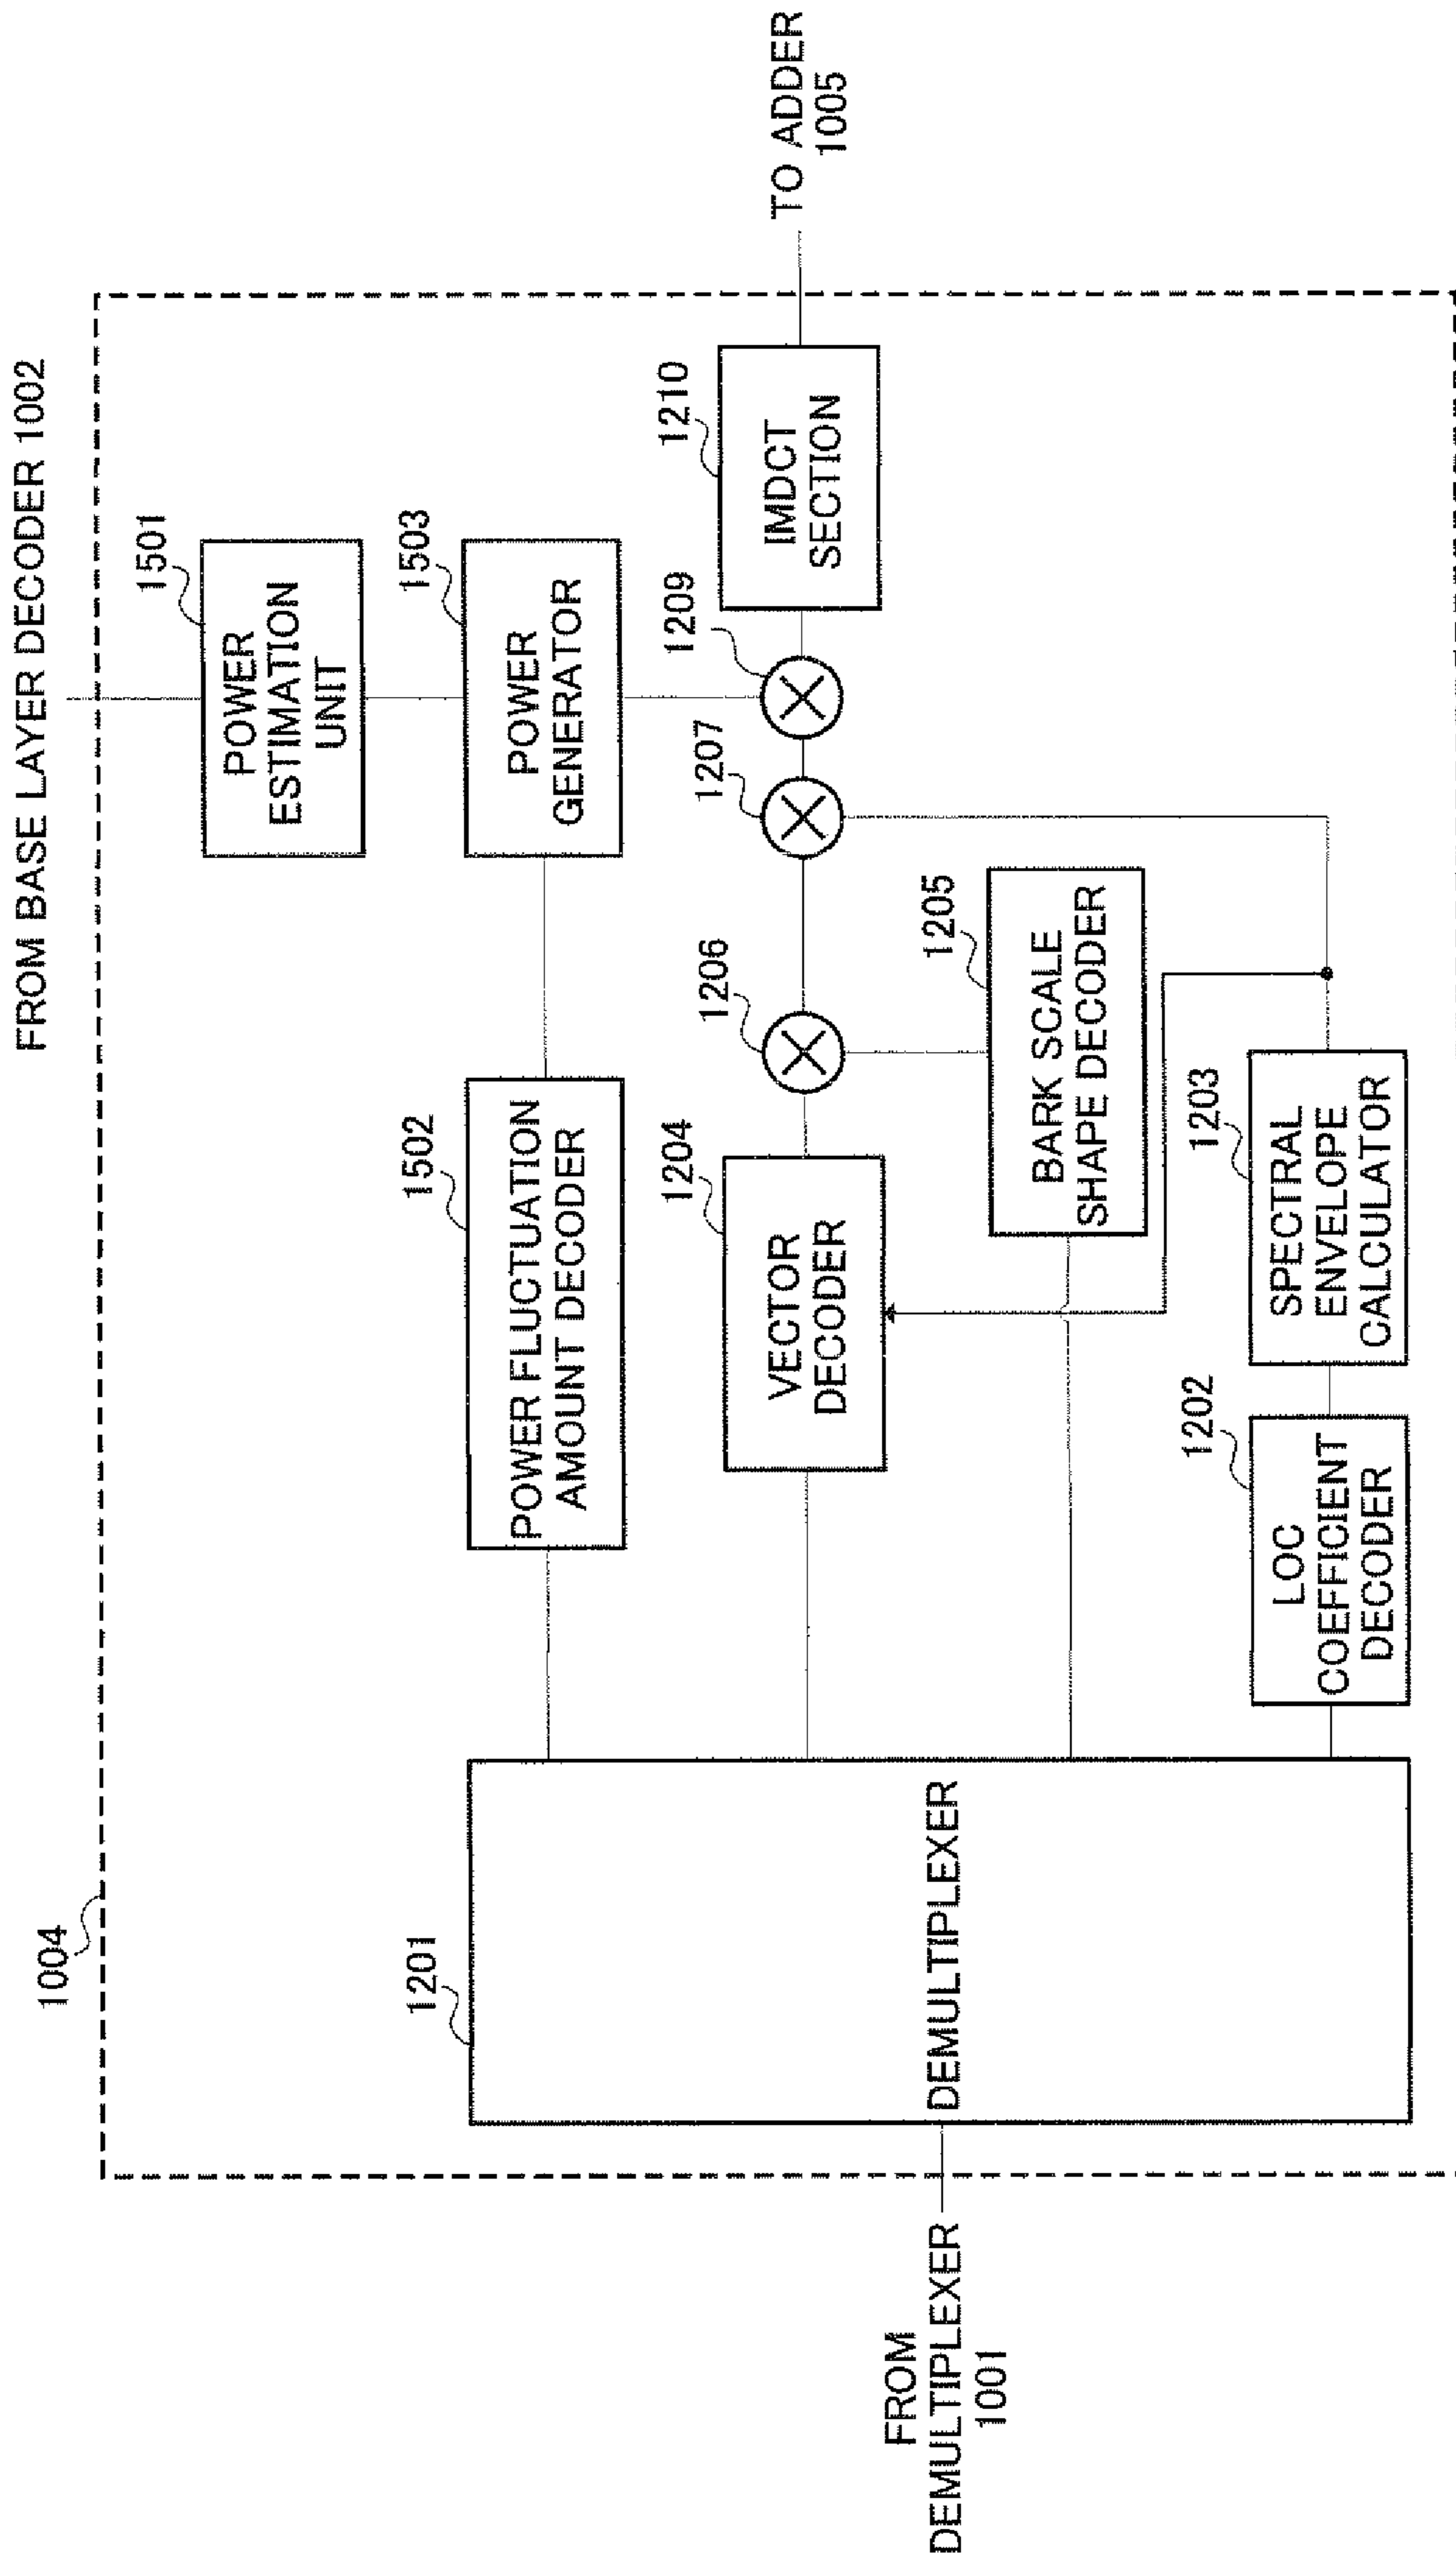 FROM BASE LAYER DECODER 1002
1004
1501
POWER
ESTIMATION
UNIT
1201
1502
1503
POWER FLUCTUATION
AMOUNT DECODER
POWER
GENERATOR
1204
1206
1207
1209
1210
VECTOR
DECODER
IMDCT
SECTION
TO ADDER
1005
FROM
DEMULTIPLEXER
1001
DEMULTIPLEXER
1205
BARK SCALE
SHAPE DECODER
1202
1203
LOC
COEFFICIENT
DECODER
SPECTRAL
ENVELOPE
CALCULATOR